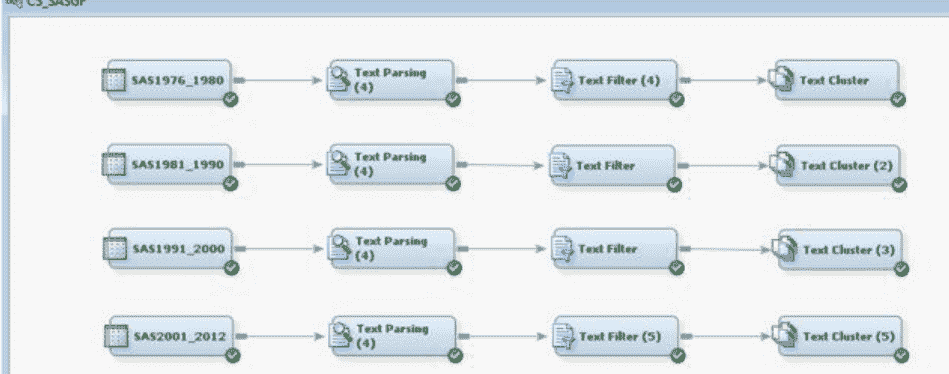 CS_SASGF
SAS1976_1980
Text Parsing
(4)
Text Filter (4)
Text Cluster
SAS1981_1990
Text Parsing
(4)
Text Filter
Text Cluster (2)
SAS1991_2000
Text Parsing
(4)
Text Filter
Text Cluster (3)
SAS2001_2012
Text Parsing
(4)
Text Filter (5)
Text Cluster (5)